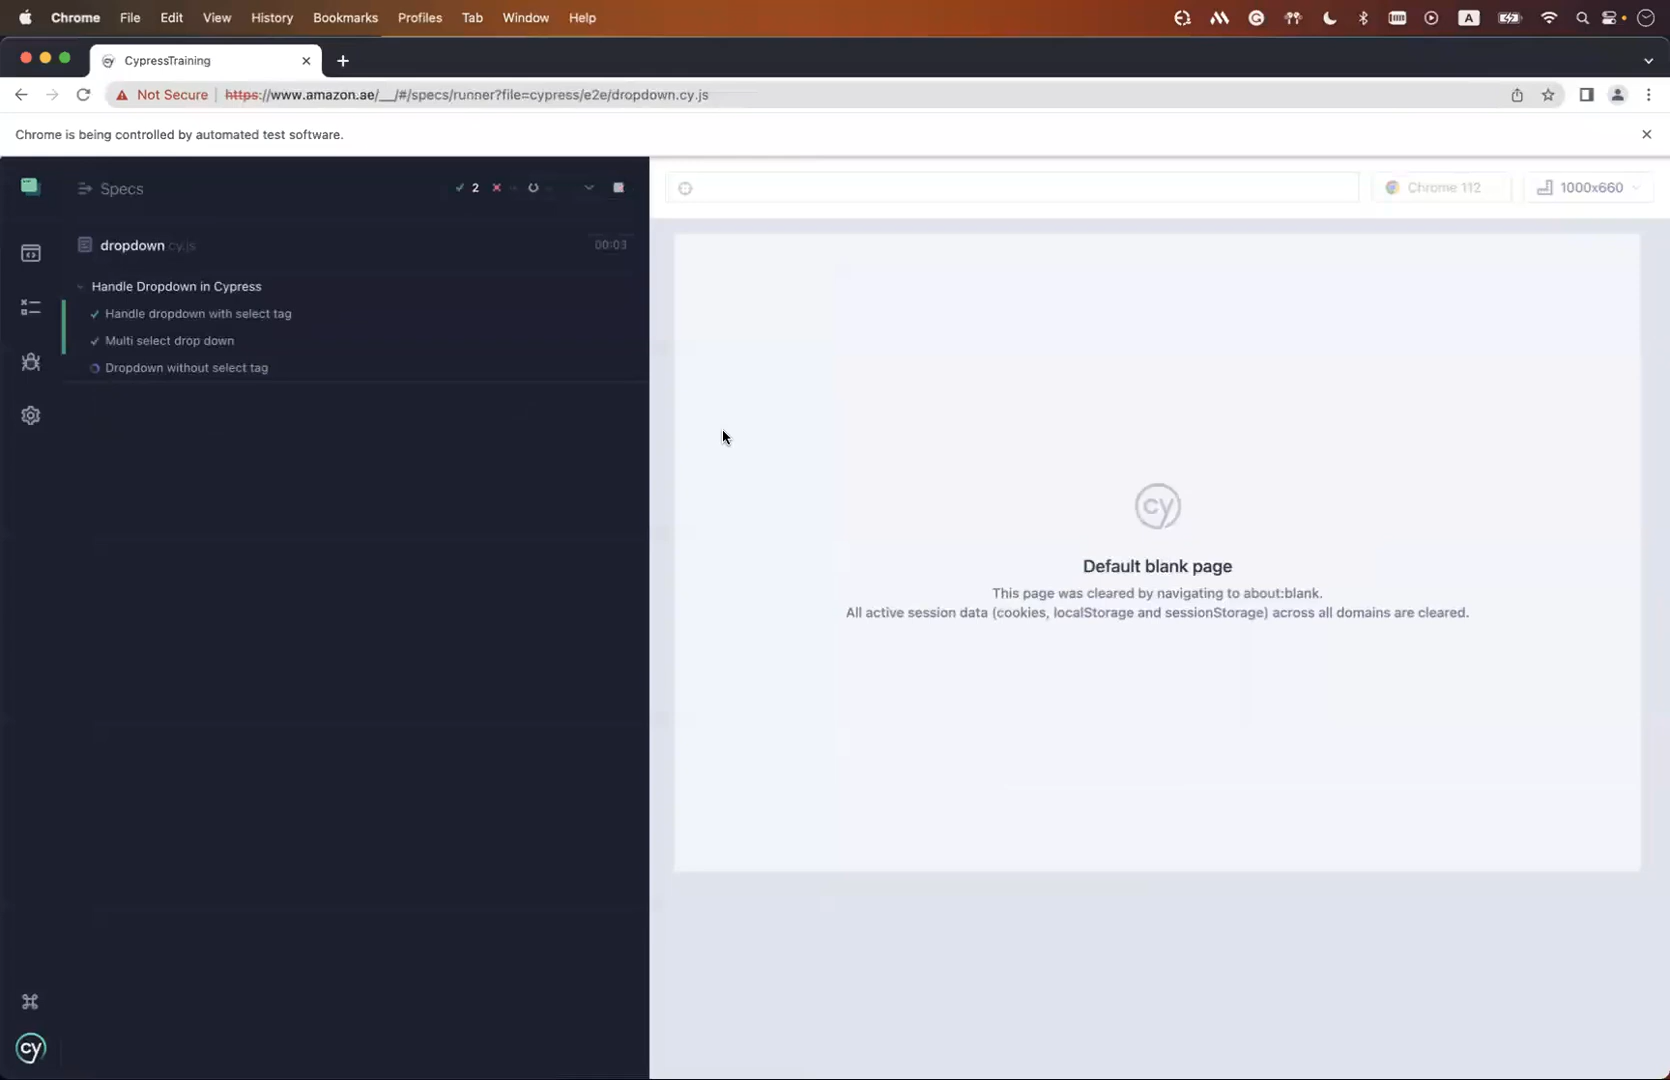 Chrome File Edit View History Bookmarks Profiles Tab Window Help A
CypressTraining
Not Secure https://www.amazon.ae/__/#/specs/runner?file=cypress/e2e/dropdown.cy.js
Chrome is being controlled by automated test software.
Specs 2
Chrome 112 1000x660
dropdown cy.js 00:03
Handle Dropdown in Cypress
Handle dropdown with select tag
Multi select drop down
Dropdown without select tag
cy
Default blank page
This page was cleared by navigating to about:blank.
All active session data (cookies, localStorage and sessionStorage) across all domains are cleared.
cy